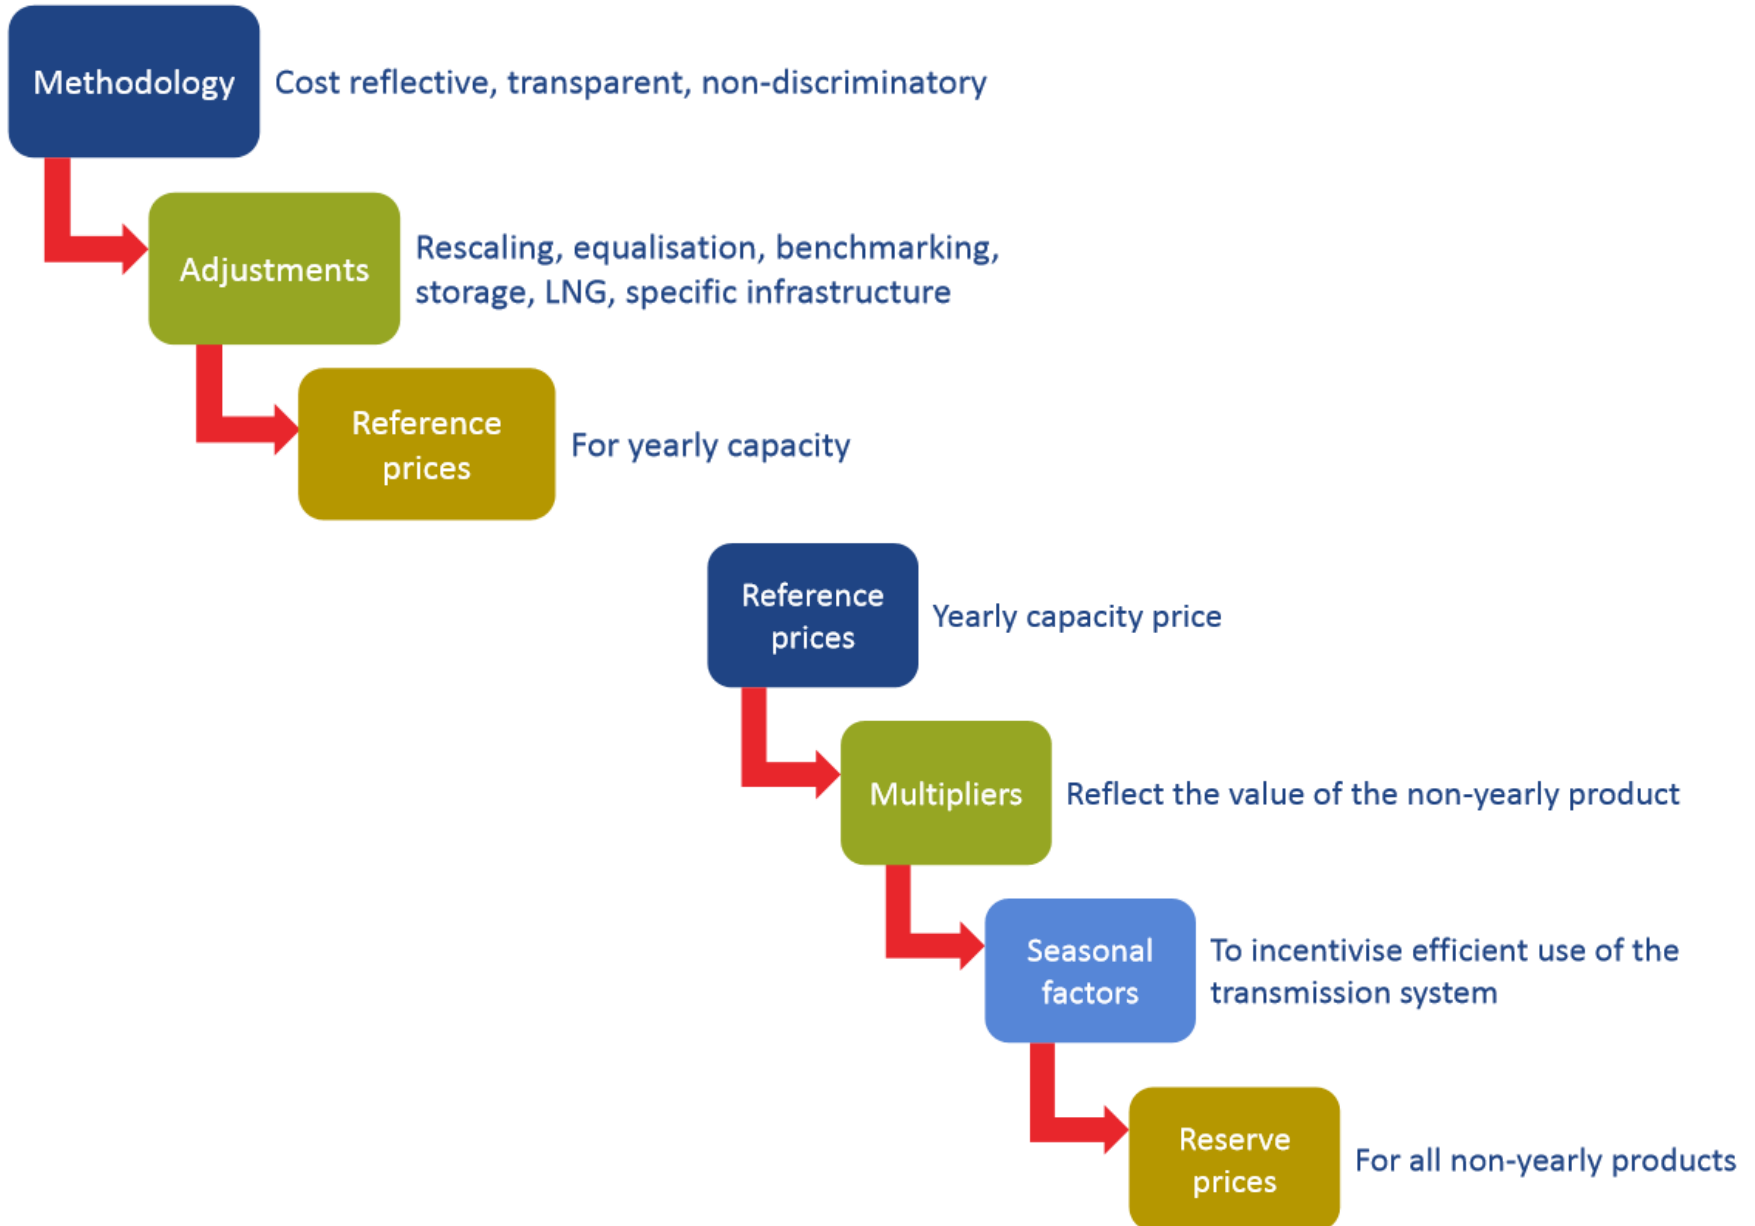 Methodology
Cost reflective, transparent, non-discriminatory
Adjustments
Rescaling, equalisation, benchmarking,
storage, LNG, specific infrastructure
Reference
prices
For yearly capacity
Reference
prices
Yearly capacity price
Multipliers
Reflect the value of the non-yearly product
Seasonal
factors
To incentivise efficient use of the
transmission system
Reserve
prices
For all non-yearly products